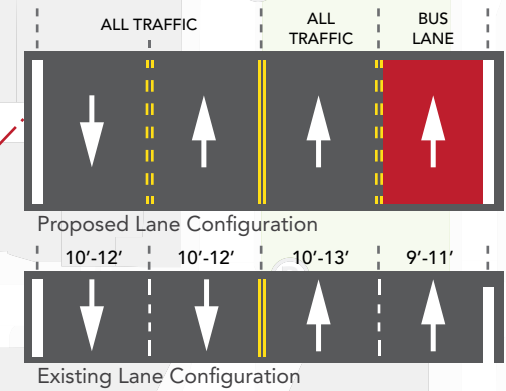 ALL TRAFFIC
ALL
TRAFFIC
BUS
LANE
Proposed Lane Configuration
10’-12’ 10’-12’ 10’-13’ 9’-11’
Existing Lane Configuration